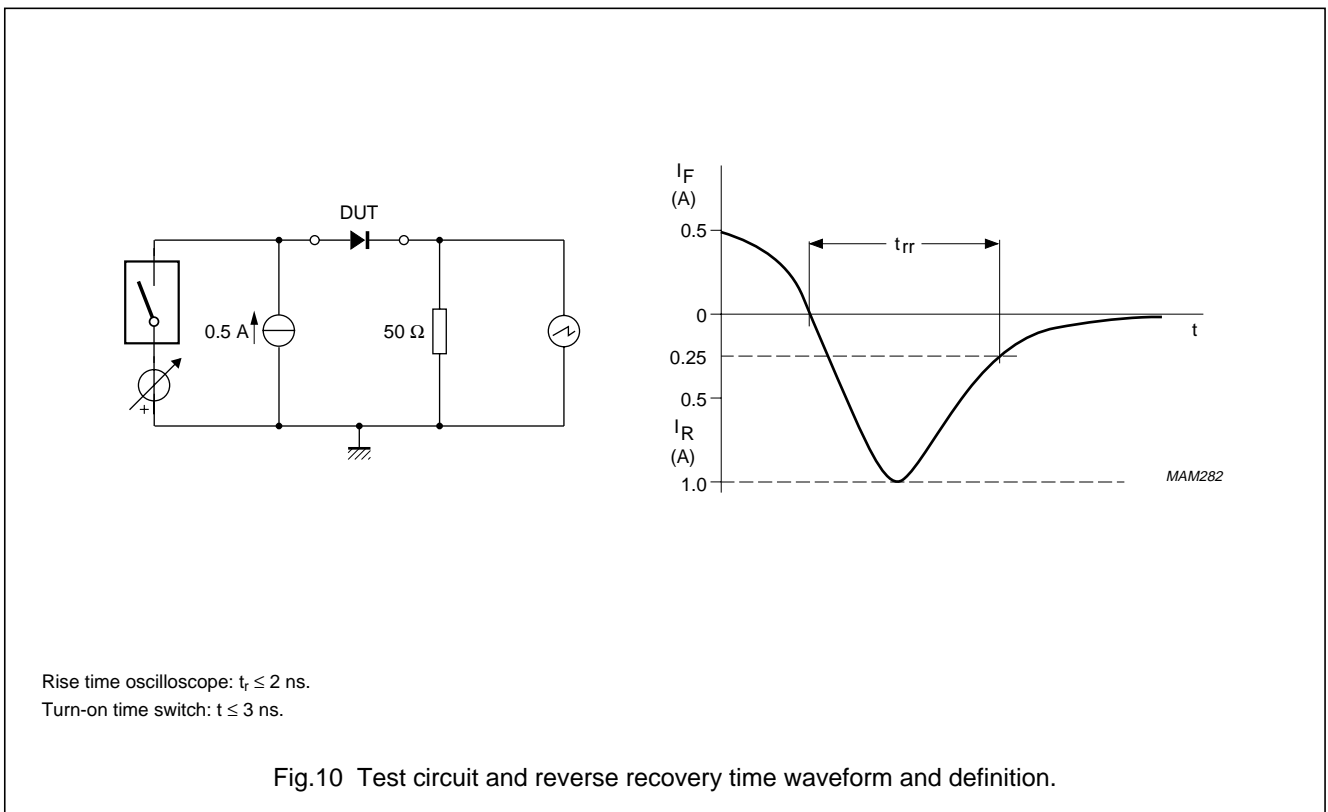 DUT
0.5 A
50 Ω
+
I_F
(A)
0.5
t_rr
0
t
0.25
0.5
I_R
(A)
1.0
MAM282
Rise time oscilloscope: t_r ≤ 2 ns.
Turn-on time switch: t ≤ 3 ns.
Fig.10 Test circuit and reverse recovery time waveform and definition.